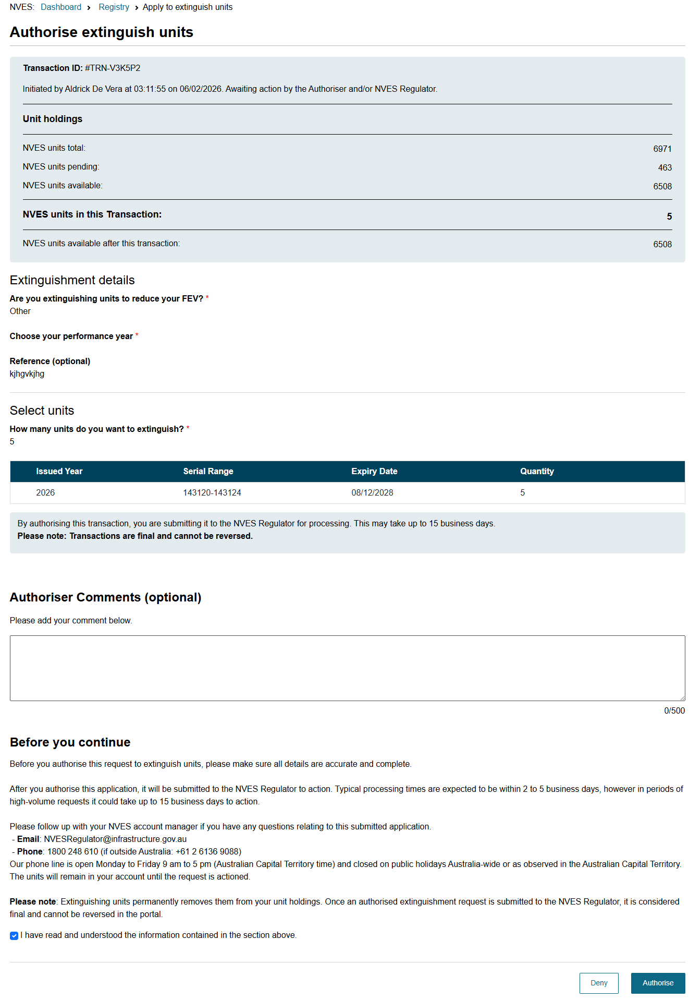 NVES: Dashboard > Registry > Apply to extinguish units
Authorise extinguish units
Transaction ID: #TRN-V3K5P2
Initiated by Aldrick De Vera at 03:11:55 on 06/02/2026. Awaiting action by the Authoriser and/or NVES Regulator.
Unit holdings
NVES units total: 6971
NVES units pending: 463
NVES units available: 6508
NVES units in this Transaction: 5
NVES units available after this transaction: 6508
Extinguishment details
Are you extinguishing units to reduce your FEV? *
Other
Choose your performance year *
Reference (optional)
kjhgvkjhg
Select units
How many units do you want to extinguish? *
5
Issued Year Serial Range Expiry Date Quantity
2026 143120-143124 08/12/2028 5
By authorising this transaction, you are submitting it to the NVES Regulator for processing. This may take up to 15 business days.
Please note: Transactions are final and cannot be reversed.
Authoriser Comments (optional)
Please add your comment below.
0/500
Before you continue
Before you authorise this request to extinguish units, please make sure all details are accurate and complete.
After you authorise this application, it will be submitted to the NVES Regulator to action. Typical processing times are expected to be within 2 to 5 business days, however in periods of
high-volume requests it could take up to 15 business days to action.
Please follow up with your NVES account manager if you have any questions relating to this submitted application.
- Email: NVESRegulator@infrastructure.gov.au
- Phone: 1800 248 610 (if outside Australia: +61 2 6136 9088)
Our phone line is open Monday to Friday 9 am to 5 pm (Australian Capital Territory time) and closed on public holidays Australia-wide or as observed in the Australian Capital Territory.
The units will remain in your account until the request is actioned.
Please note: Extinguishing units permanently removes them from your unit holdings. Once an authorised extinguishment request is submitted to the NVES Regulator, it is considered
final and cannot be reversed in the portal.
I have read and understood the information contained in the section above.
Deny Authorise